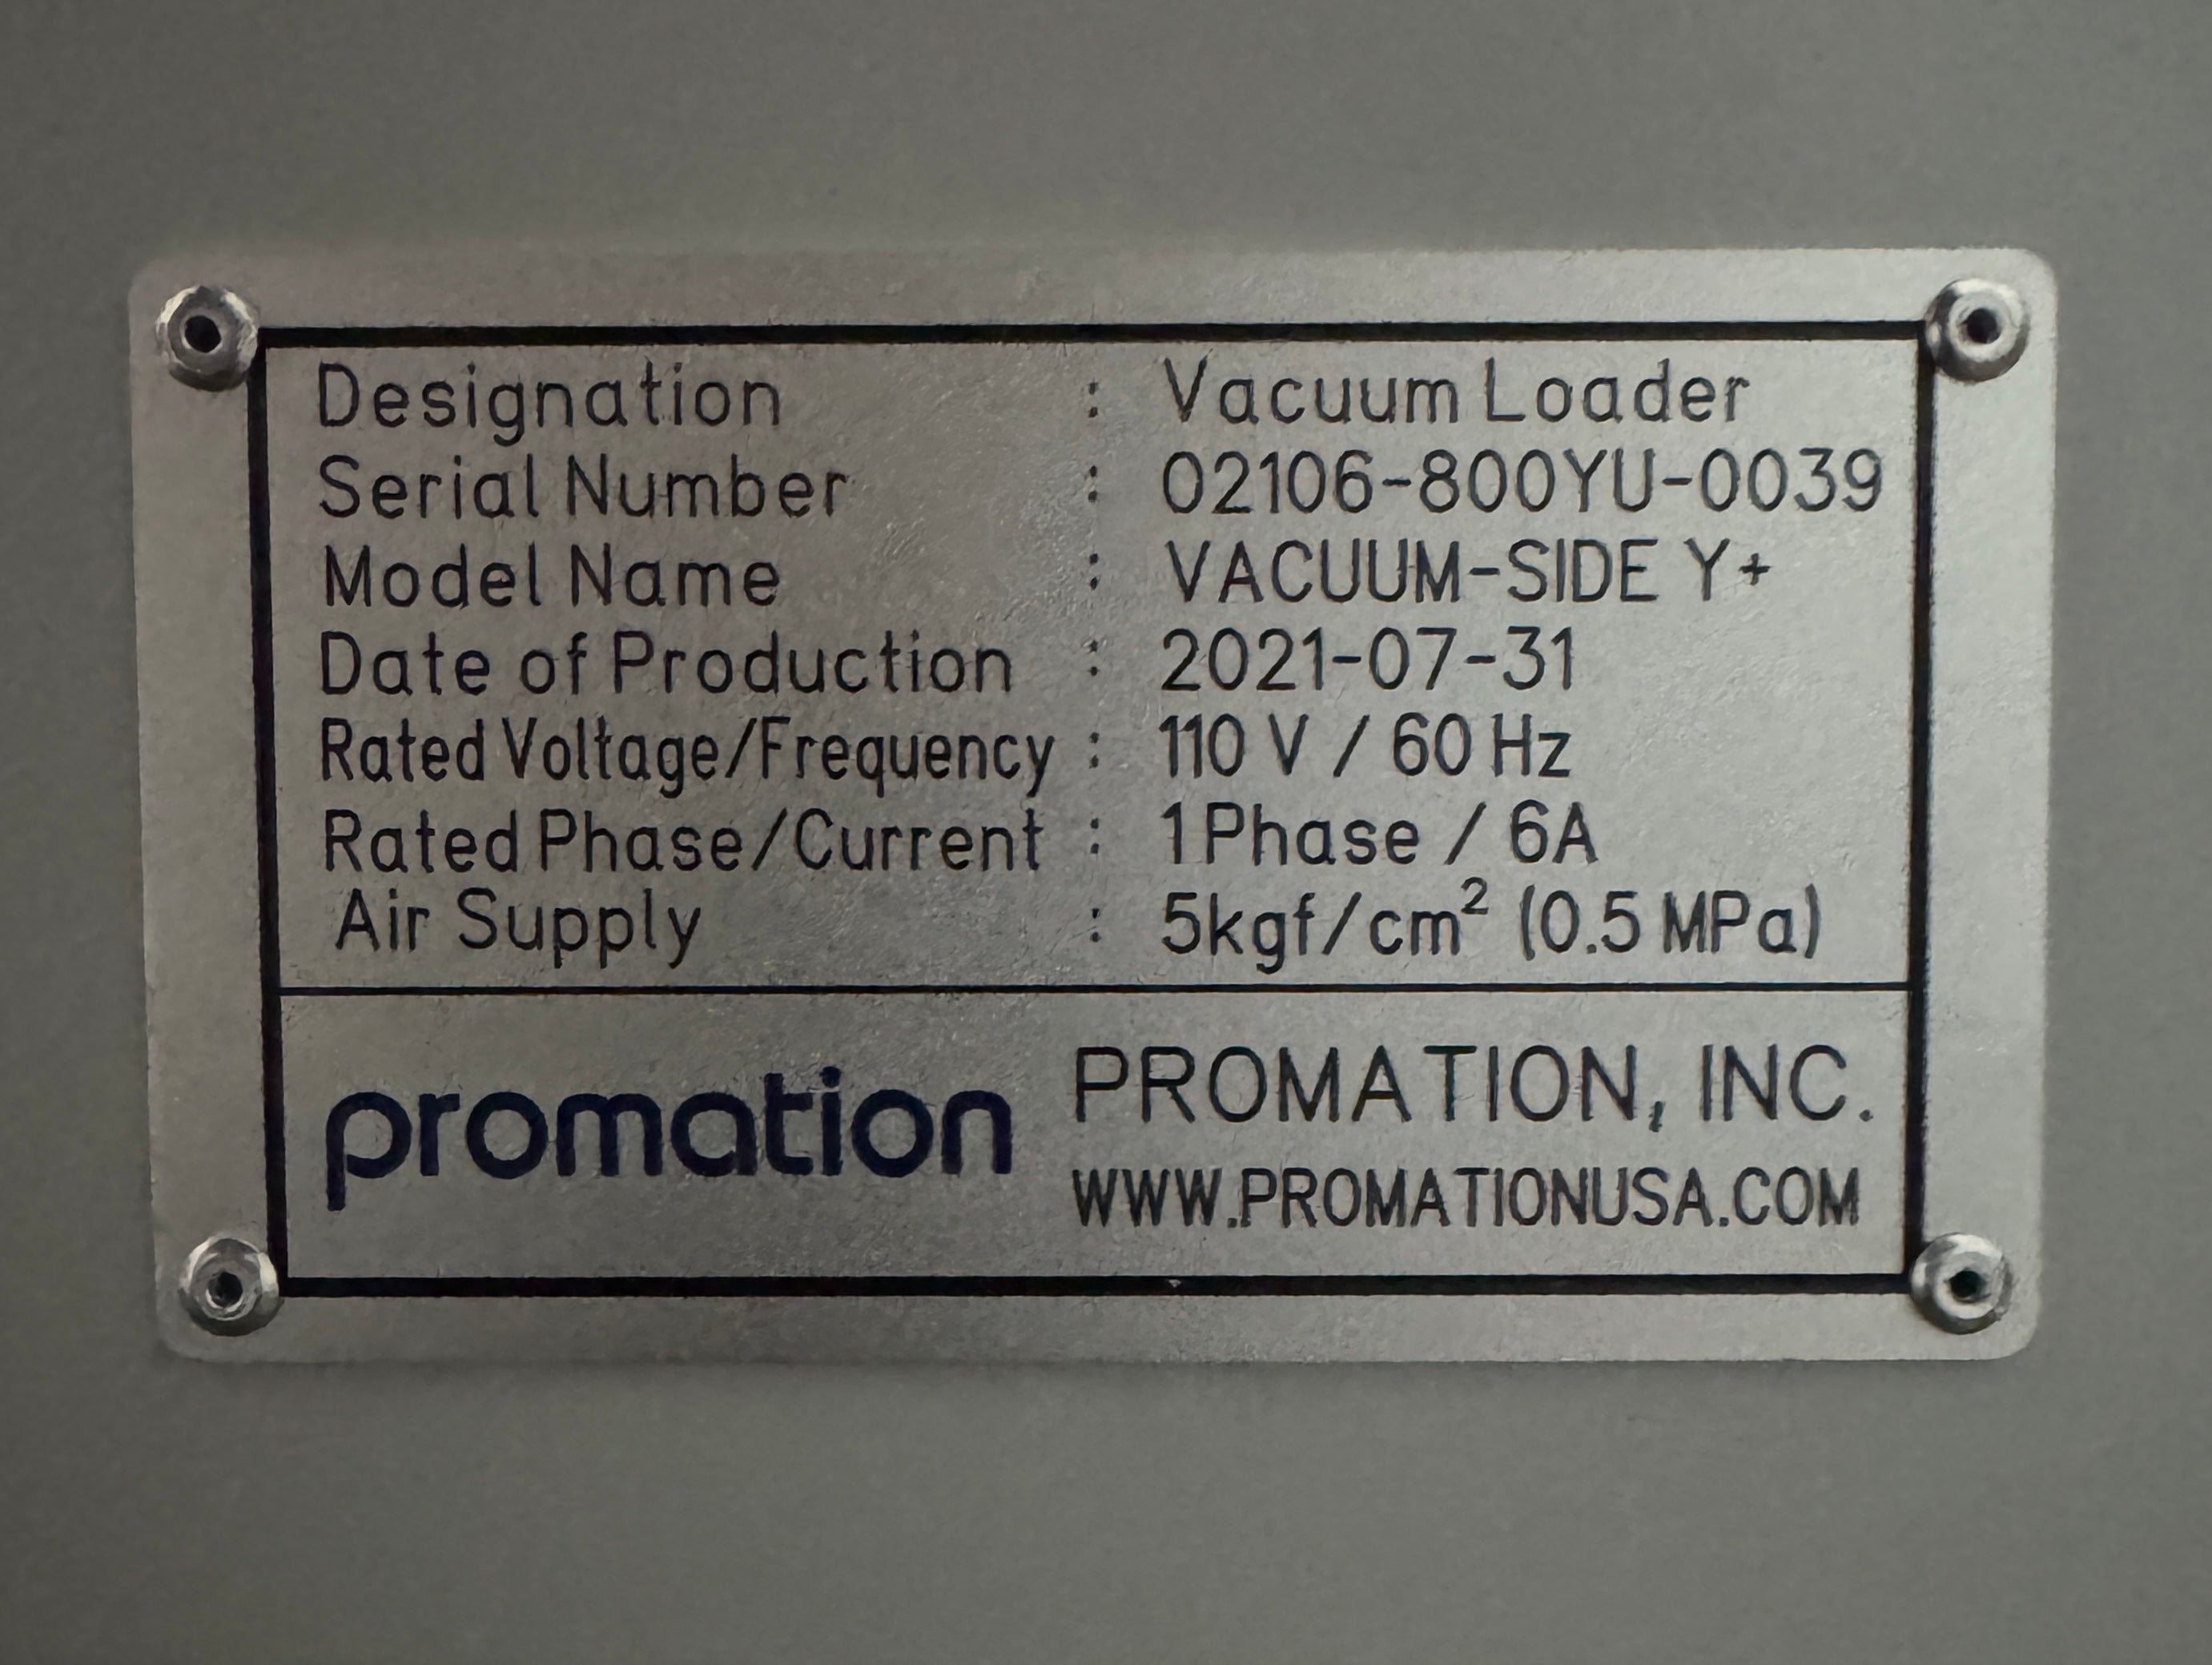 Designation : Vacuum Loader
Serial Number : 02106-800YU-0039
Model Name : VACUUM-SIDE Y+
Date of Production : 2021-07-31
Rated Voltage/Frequency : 110 V / 60 Hz
Rated Phase/Current : 1 Phase / 6A
Air Supply : 5kgf/cm² (0.5 MPa)
promation
PROMATION, INC.
WWW.PROMATIONUSA.COM